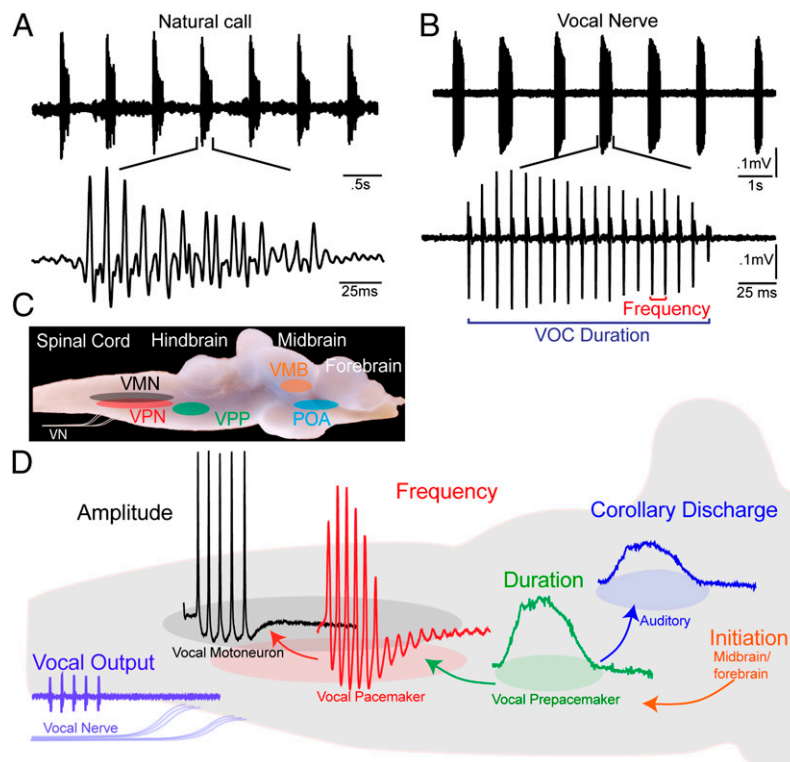 A
Natural call
.5s
25ms
B
Vocal Nerve
.1mV
1s
.1mV
25 ms
Frequency
VOC Duration
C
Spinal Cord
Hindbrain
Midbrain
Forebrain
VMN
VMB
VPN
VPP
POA
VN
D
Amplitude
Frequency
Corollary Discharge
Duration
Auditory
Initiation
Midbrain/
forebrain
Vocal Motoneuron
Vocal Output
Vocal Pacemaker
Vocal Prepacemaker
Vocal Nerve